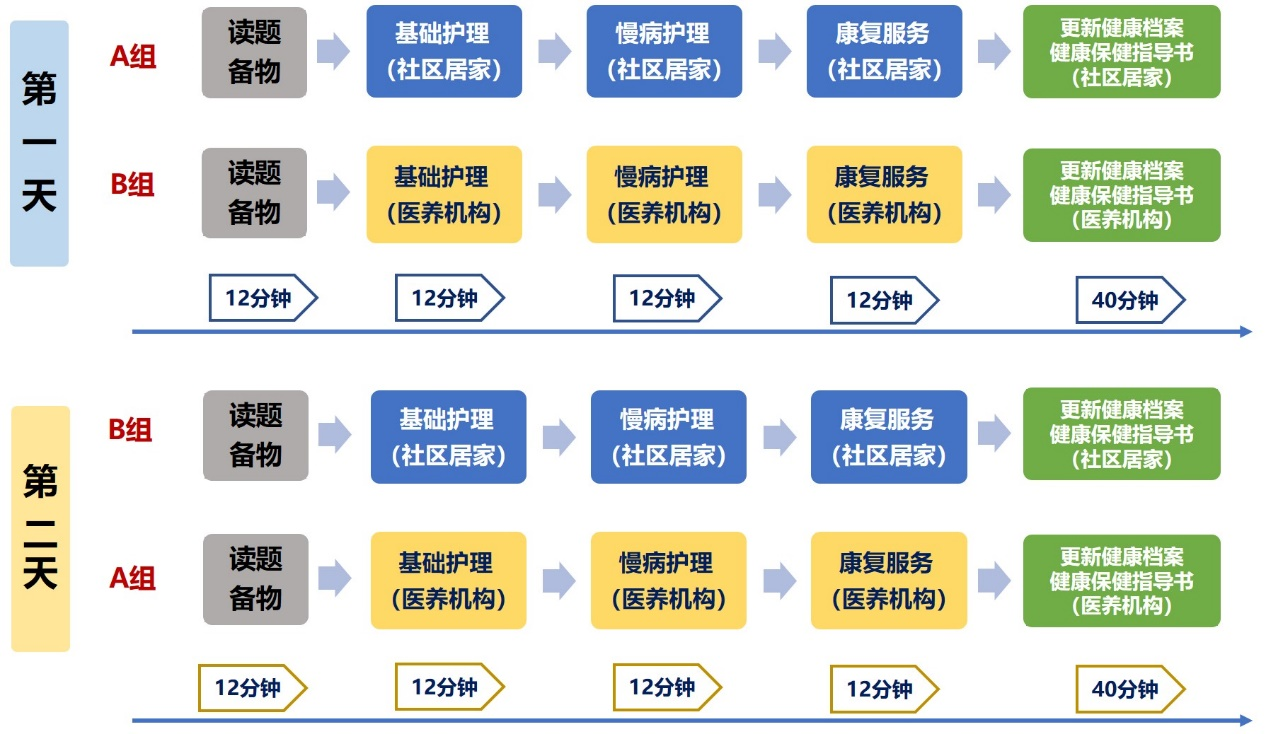 第一天
A组
读题
备物
基础护理
（社区居家）
慢病护理
（社区居家）
康复服务
（社区居家）
更新健康档案
健康保健指导书
（社区居家）
B组
读题
备物
基础护理
（医养机构）
慢病护理
（医养机构）
康复服务
（医养机构）
更新健康档案
健康保健指导书
（医养机构）
12分钟
12分钟
12分钟
12分钟
40分钟
第二天
B组
读题
备物
基础护理
（社区居家）
慢病护理
（社区居家）
康复服务
（社区居家）
更新健康档案
健康保健指导书
（社区居家）
A组
读题
备物
基础护理
（医养机构）
慢病护理
（医养机构）
康复服务
（医养机构）
更新健康档案
健康保健指导书
（医养机构）
12分钟
12分钟
12分钟
12分钟
40分钟